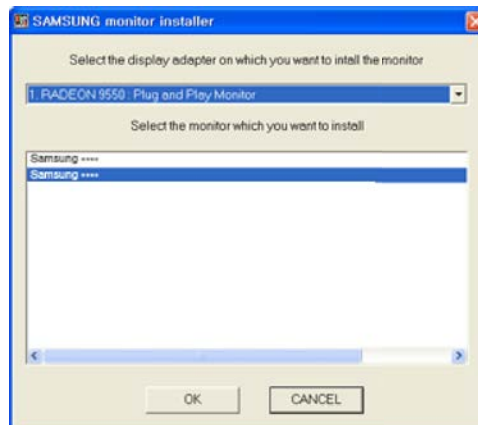 SAMSUNG monitor installer
Select the display adapter on which you want to intall the monitor
1. RADEON 9550 : Plug and Play Monitor
Select the monitor which you want to install
Samsung ****
Samsung ****
OK
CANCEL